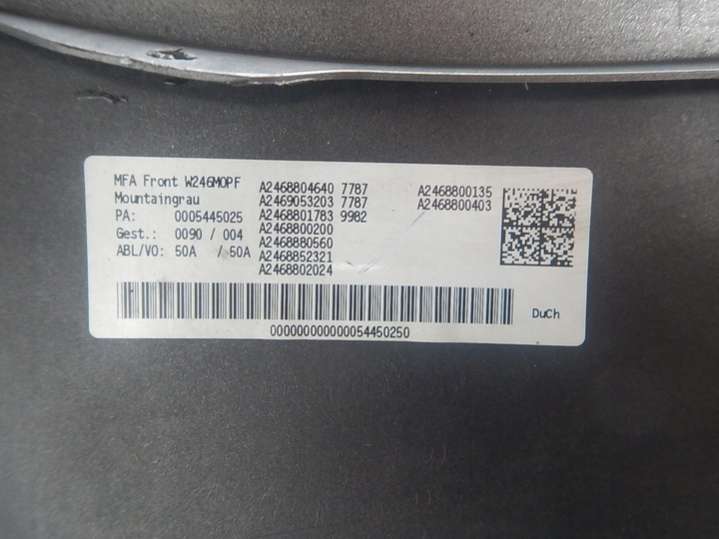 MFA Front W246MOPF
Mountaingrau
PA: 0005445025
Gest.: 0090 / 004
ABL/VO: 50A / 50A
A2468804640 7787
A2469053203 7787
A2468801783 9982
A2468800200
A2468880560
A2468852321
A2468802024
A2468800135
A2468800403
DuCh
000000000000054450250